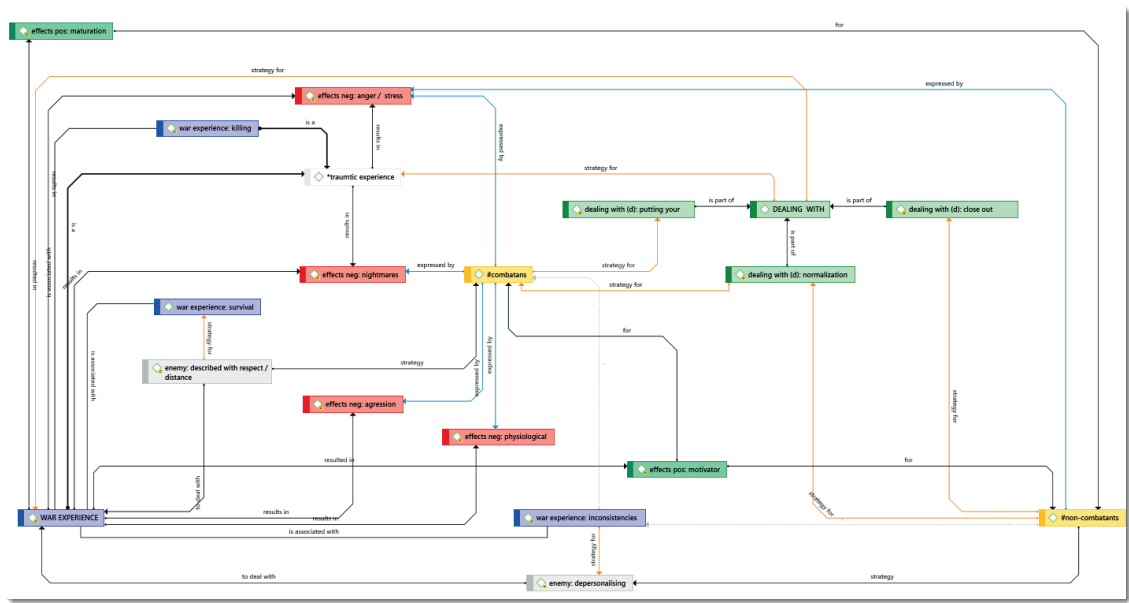 effects pos: maturation
for
strategy for
expressed by
effects neg: anger / stress
war experience: killing
is a
results in
expressed by
*traumtic experience
strategy for
results in
is a
is associated with
resulted in
results in
results in
dealing with (d): putting your
is part of
DEALING WITH
is part of
dealing with (d): close out
is part of
effects neg: nightmares
expressed by
#combatans
strategy for
dealing with (d): normalization
strategy for
war experience: survival
strategy for
for
is associated with
enemy: described with respect /
distance
strategy
expressed by
expressed by
effects neg: agression
strategy for
effects neg: physiological
resulted in
effects pos: motivator
for
to deal with
strategy for
WAR EXPERIENCE
results in
results in
is associated with
war experience: inconsistencies
#non-combatants
strategy for
to deal with
enemy: depersonalising
strategy